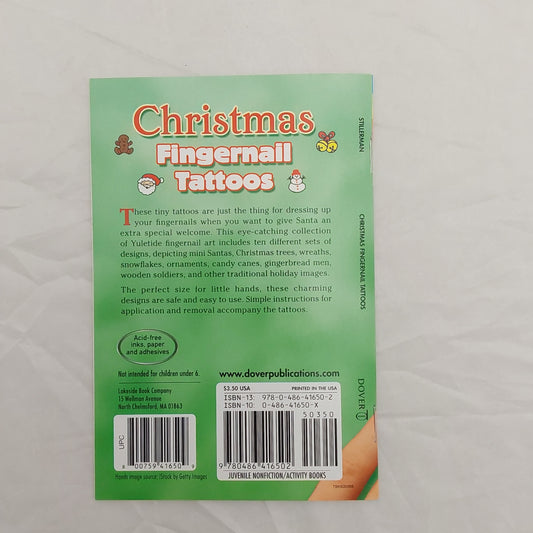 Christmas
Fingernail
Tattoos
These tiny tattoos are just the thing for dressing up
your fingernails when you want to give Santa an
extra special welcome. This eye-catching collection
of Yuletide fingernail art includes ten different sets of
designs, depicting mini Santas, Christmas trees, wreaths,
snowflakes, ornaments, candy canes, gingerbread men,
wooden soldiers, and other traditional holiday images.
The perfect size for little hands, these charming
designs are safe and easy to use. Simple instructions for
application and removal accompany the tattoos.
Acid-free
inks, paper
and adhesives
Not intended for children under 6.
Lakeside Book Company
15 Wellman Avenue
North Chelmsford, MA 01863
UPC
8 00759 41650 9
Hands image source: iStock by Getty Images
www.doverpublications.com
$3.50 USA
PRINTED IN THE USA
ISBN-13: 978-0-486-41650-2
ISBN-10: 0-486-41650-X
50350
9 780486 416502
JUVENILE NONFICTION/ACTIVITY BOOKS
STILLERMAN
CHRISTMAS FINGERNAIL TATTOOS
DOVER